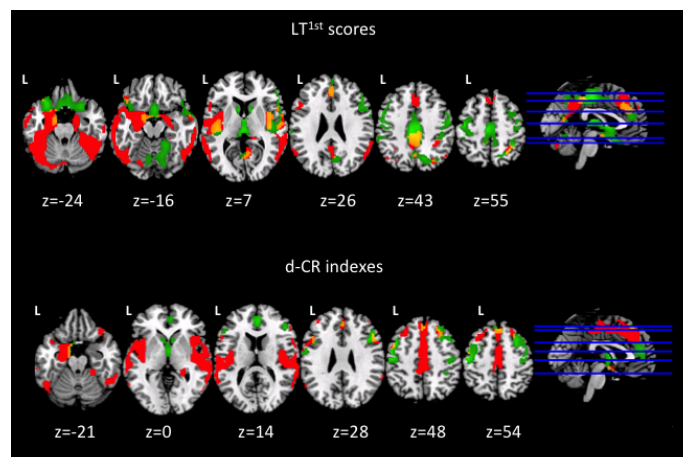 LT1st scores
L L L L L L
z=-24 z=-16 z=7 z=26 z=43 z=55
d-CR indexes
L L L L L L
z=-21 z=0 z=14 z=28 z=48 z=54